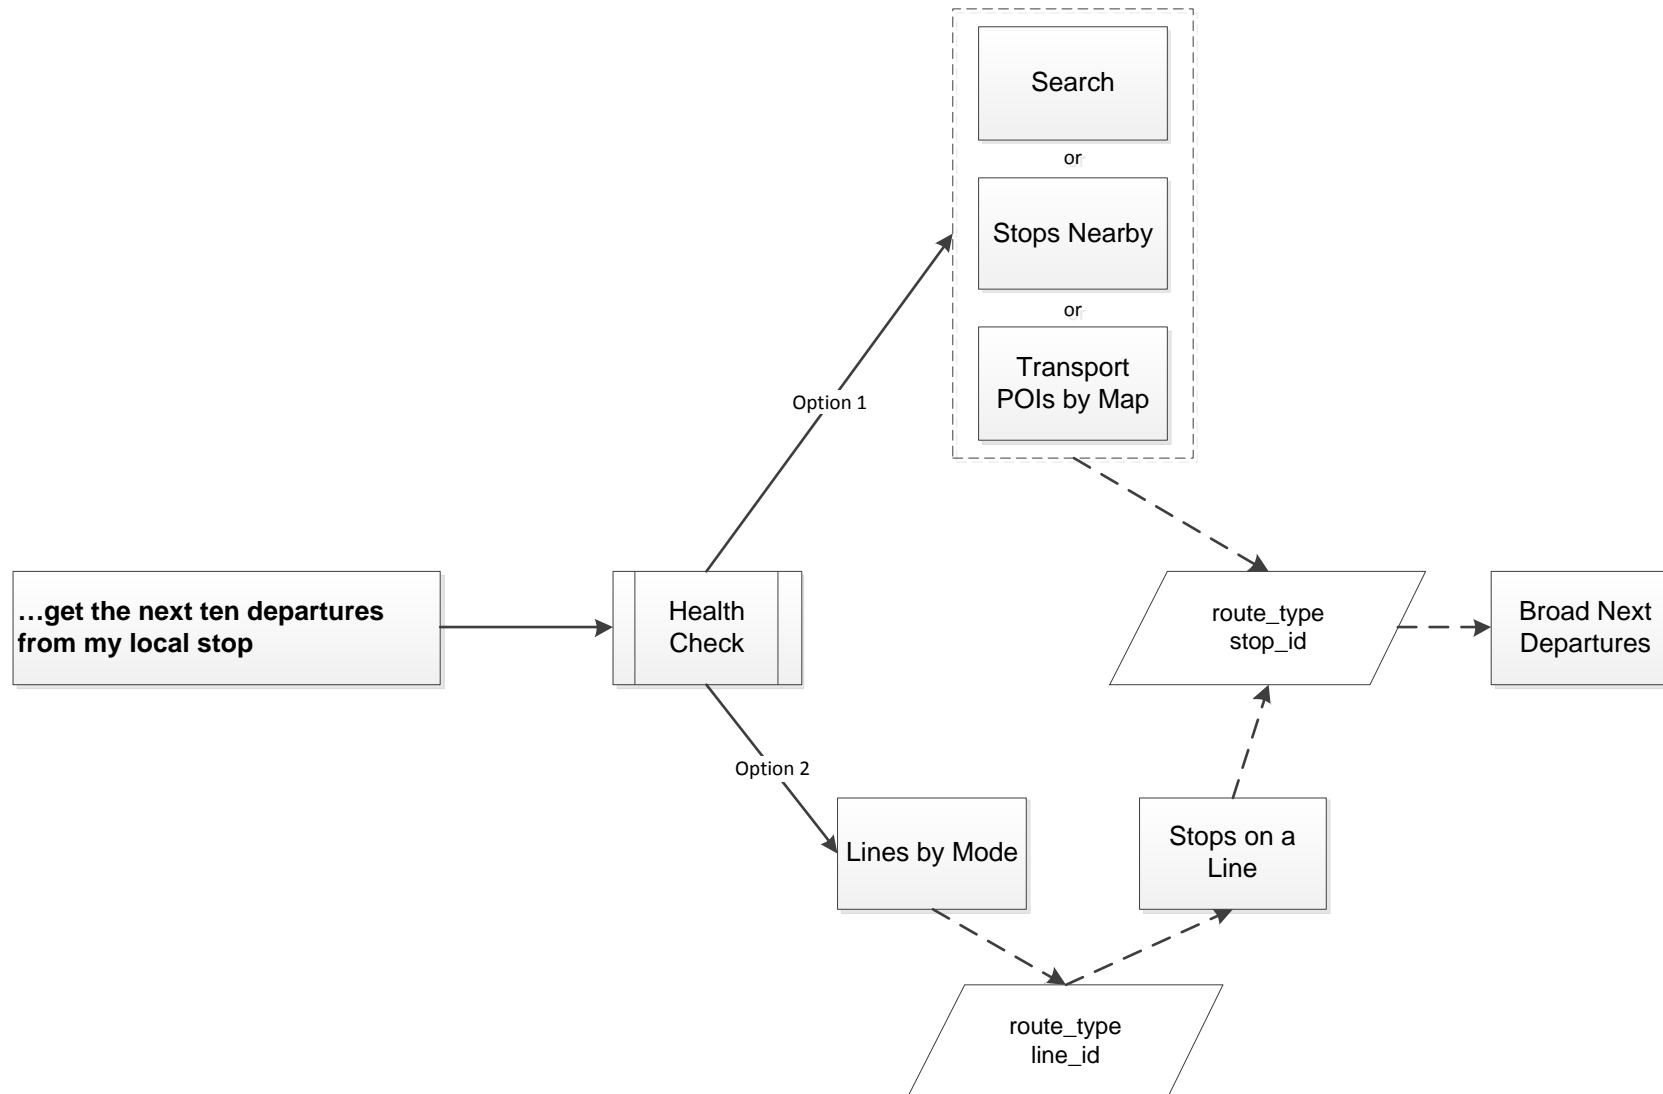 Search
or
Stops Nearby
or
Transport
POIs by Map
Option 1
…get the next ten departures
from my local stop
Health
Check
route_type
stop_id
Broad Next
Departures
Option 2
Lines by Mode
Stops on a
Line
route_type
line_id